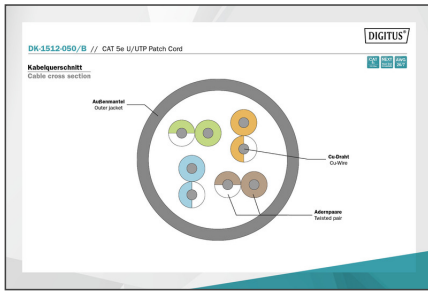 DIGITUS®
DK-1512-050/B // CAT 5e U/UTP Patch Cord
Kabelquerschnitt
Cable cross section
Außenmantel
Outer jacket
Cu-Draht
Cu-Wire
Adernpaare
Twisted pair